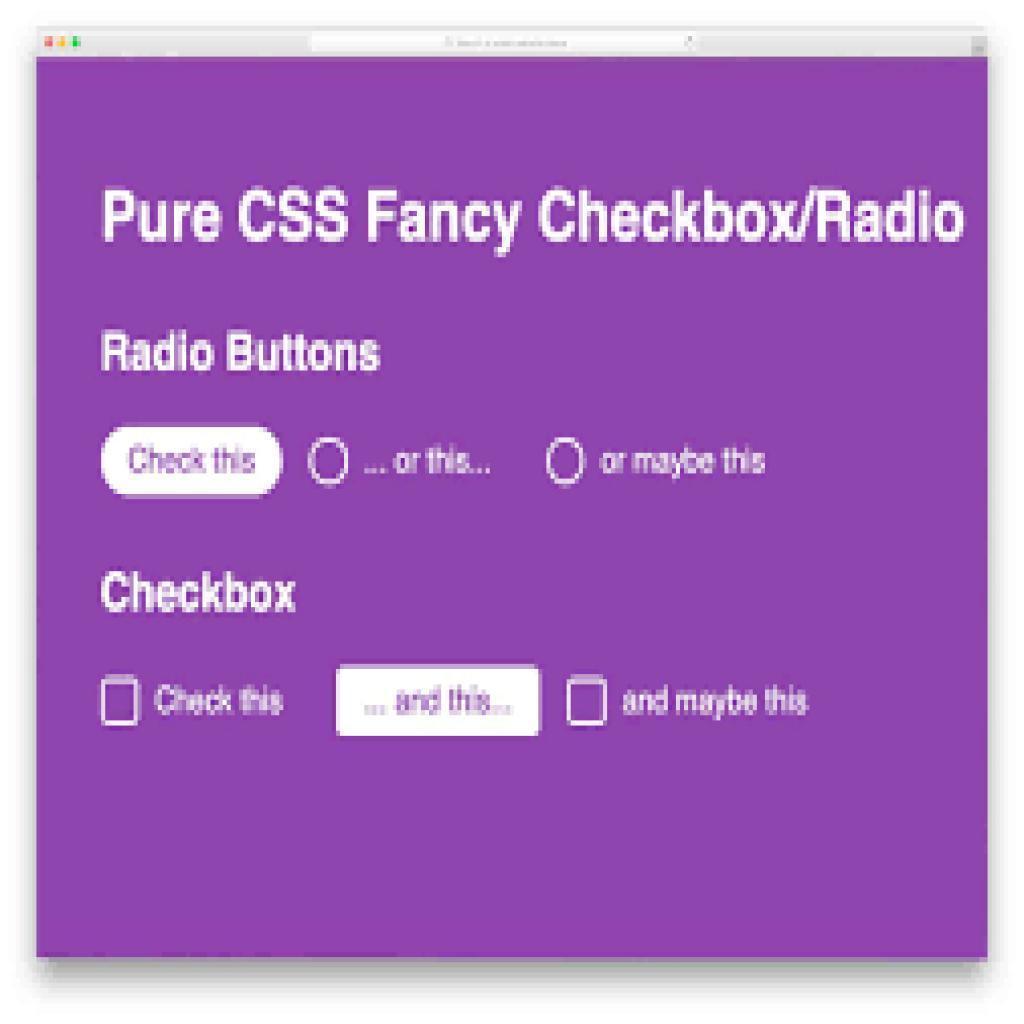 Pure CSS Fancy Checkbox/Radio
Radio Buttons
Check this ... or this... or maybe this
Checkbox
Check this ... and this... and maybe this